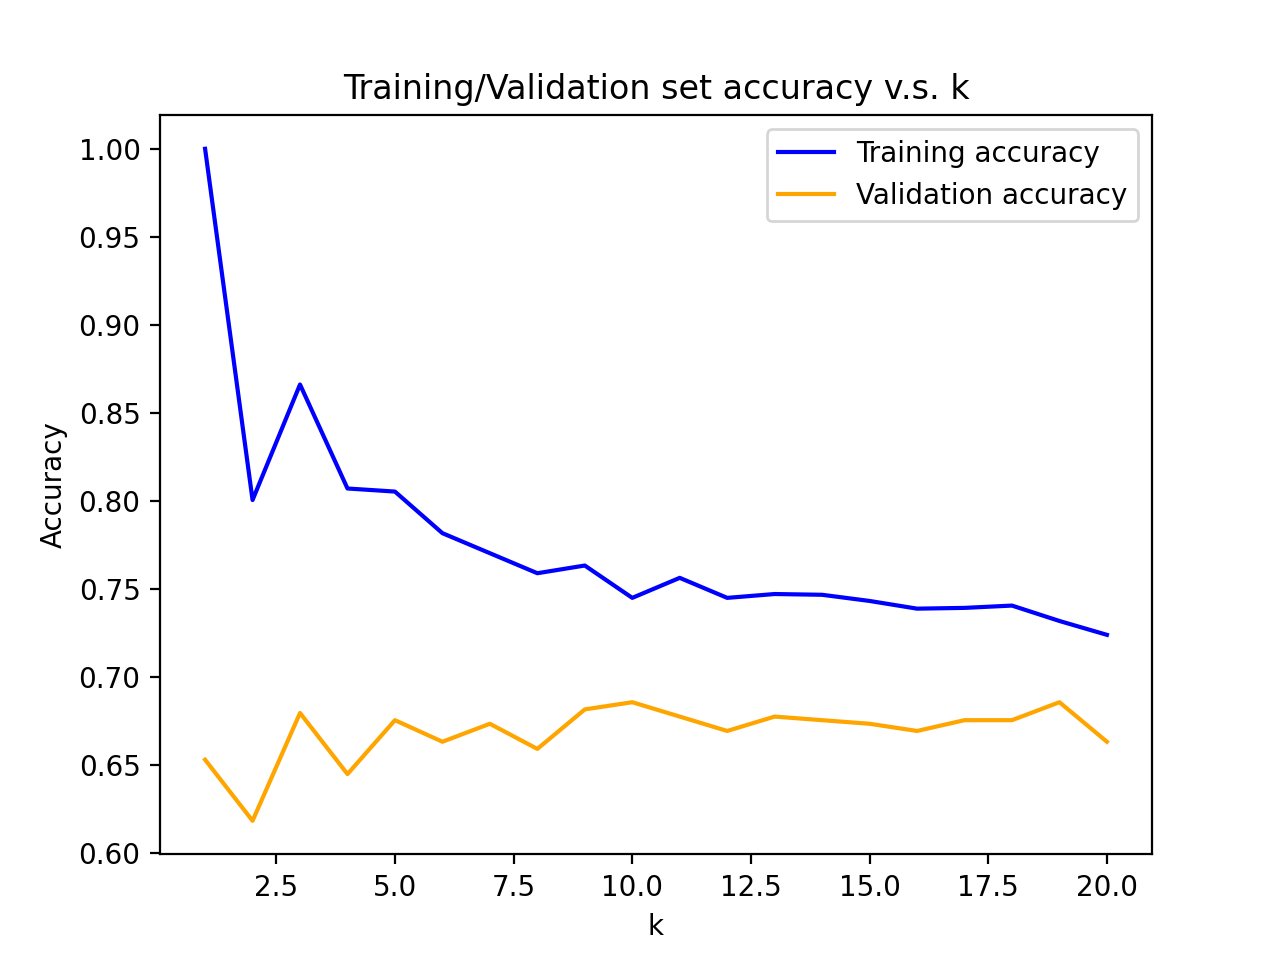 Training/Validation set accuracy v.s. k
Training accuracy
Validation accuracy
1.00
0.95
0.90
0.85
0.80
0.75
0.70
0.65
0.60
Accuracy
2.5 5.0 7.5 10.0 12.5 15.0 17.5 20.0
k